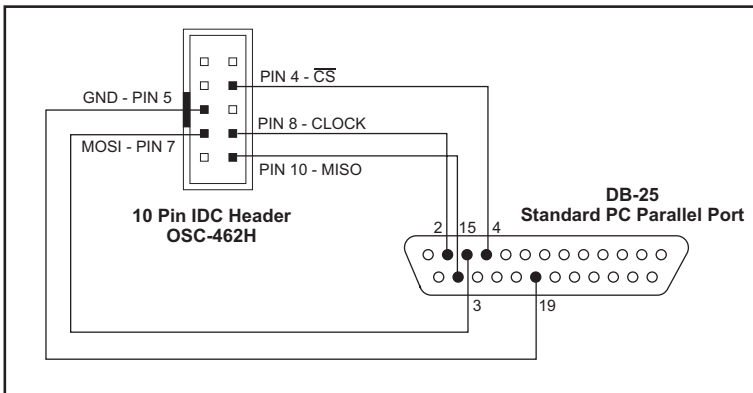 PIN 4 - CS
GND - PIN 5
PIN 8 - CLOCK
MOSI - PIN 7
PIN 10 - MISO
10 Pin IDC Header
OSC-462H
DB-25
Standard PC Parallel Port
2 15 4
3 19